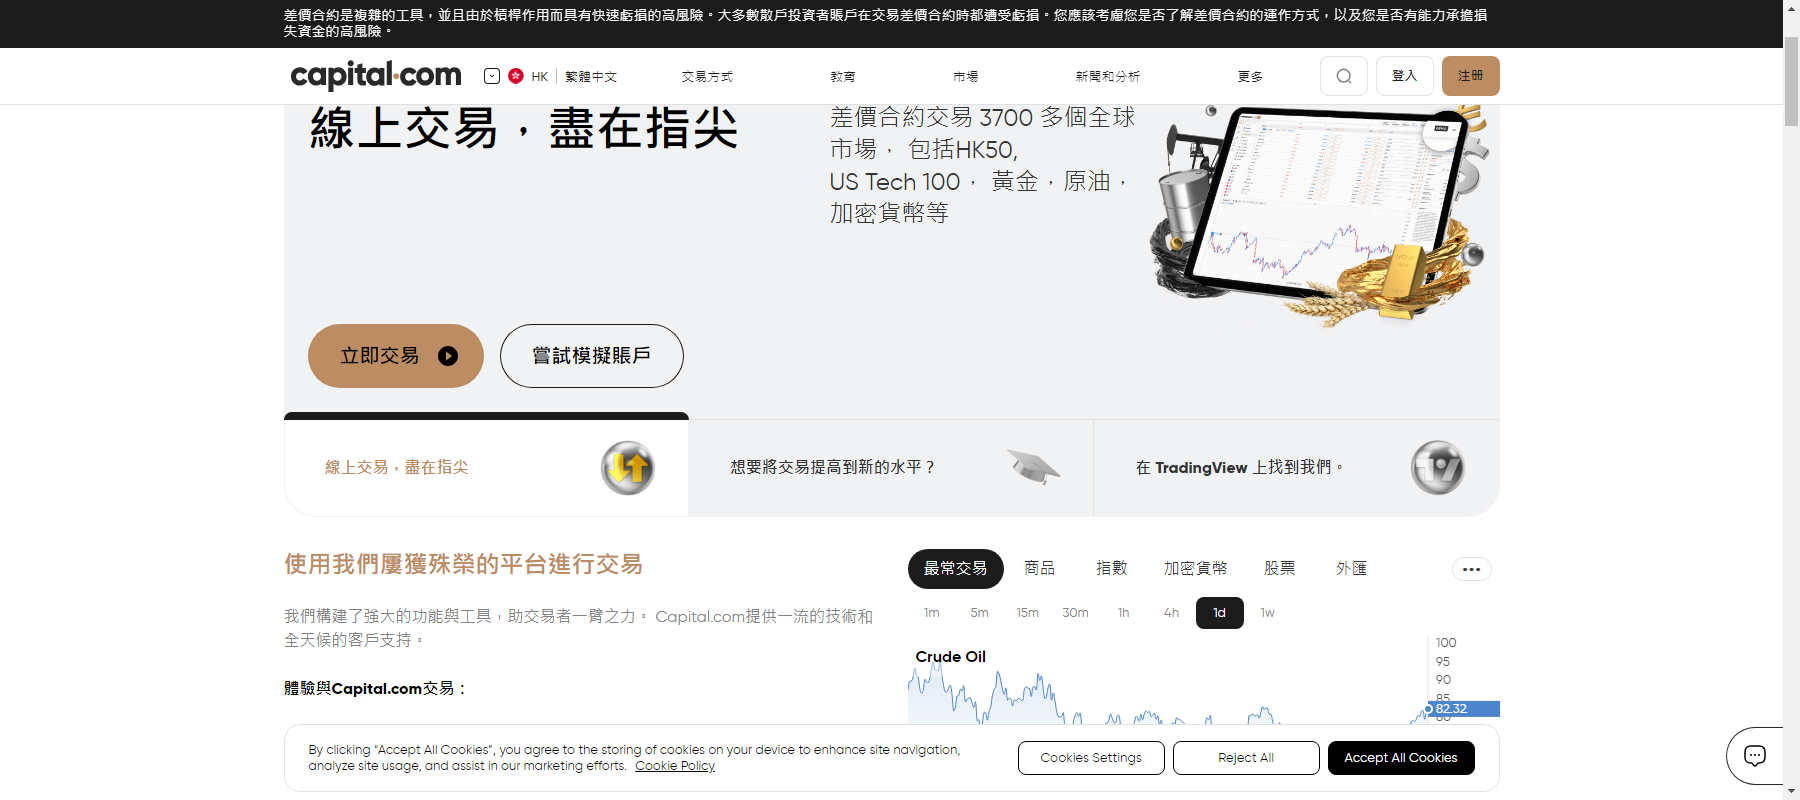 差價合約是複雜的工具，並且由於槓桿作用而具有快速虧損的高風險。大多數散戶投資者賬戶在交易差價合約時都遭受虧損。您應該考慮您是否了解差價合約的運作方式，以及您是否有能力承擔損
失資金的高風險。
capital.com
HK 繁體中文
交易方式
教育
市場
新聞和分析
更多
登入
注册
線上交易，盡在指尖
差價合約交易 3700 多個全球
市場， 包括HK50,
US Tech 100， 黃金，原油，
加密貨幣等
立即交易
嘗試模擬賬戶
線上交易，盡在指尖
想要將交易提高到新的水平？
在 TradingView 上找到我們。
使用我們屢獲殊榮的平台進行交易
我們構建了強大的功能與工具，助交易者一臂之力。 Capital.com提供一流的技術和
全天候的客戶支持。
體驗與Capital.com交易：
最常交易 商品 指數 加密貨幣 股票 外匯
1m 5m 15m 30m 1h 4h 1d 1w
Crude Oil
100
95
90
85
82.32
80
By clicking “Accept All Cookies”, you agree to the storing of cookies on your device to enhance site navigation,
analyze site usage, and assist in our marketing efforts. Cookie Policy
Cookies Settings
Reject All
Accept All Cookies